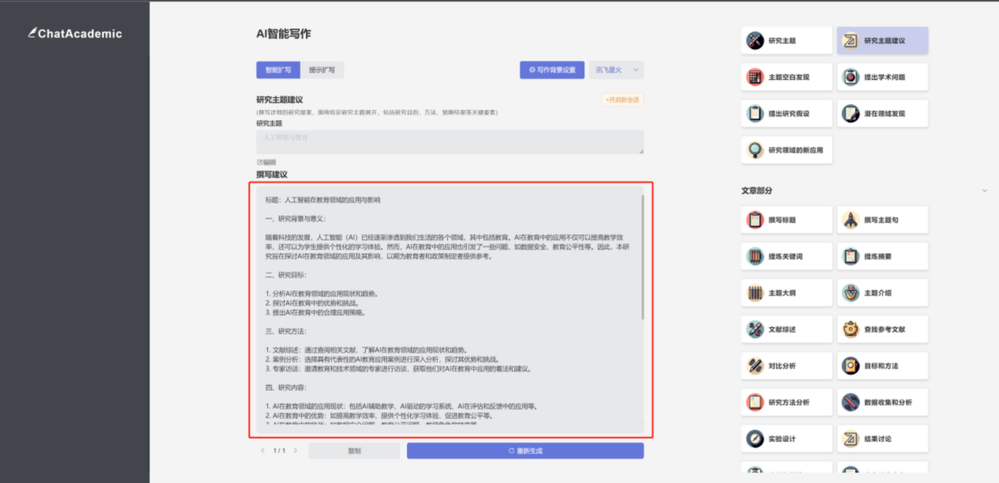 ChatAcademic
AI智能写作
智能扩写
提示扩写
写作背景设置
讯飞星火
研究主题建议
+开启新会话
(撰写详细的研究提案，围绕特定研究主题展开，包括研究目的、方法、预期结果等关键要素)
研究主题
人工智能与教育
编辑
撰写建议
标题：人工智能在教育领域的应用与影响
一、研究背景与意义：
随着科技的发展，人工智能（AI）已经逐渐渗透到我们生活的各个领域，其中包括教育。AI在教育中的应用不仅可以提高教学效
率，还可以为学生提供个性化的学习体验。然而，AI在教育中的应用也引发了一些问题，如数据安全、教育公平性等。因此，本研
究旨在探讨AI在教育领域的应用及其影响，以期为教育者和政策制定者提供参考。
二、研究目标：
1. 分析AI在教育领域的应用现状和趋势。
2. 探讨AI在教育中的优势和挑战。
3. 提出AI在教育中的合理应用策略。
三、研究方法：
1. 文献综述：通过查阅相关文献，了解AI在教育领域的应用现状和趋势。
2. 案例分析：选择具有代表性的AI教育应用案例进行深入分析，探讨其优势和挑战。
3. 专家访谈：邀请教育和技术领域的专家进行访谈，获取他们对AI在教育中应用的看法和建议。
四、研究内容：
1. AI在教育领域的应用现状：包括AI辅助教学、AI驱动的学习系统、AI在评估和反馈中的应用等。
2. AI在教育中的优势：如提高教学效率、提供个性化学习体验、促进教育公平等。
1 / 1
复制
重新生成
研究主题
研究主题建议
主题空白发现
提出学术问题
提出研究假设
潜在领域发现
研究领域的新应用
文章部分
撰写标题
撰写主题句
提炼关键词
提炼摘要
主题大纲
主题介绍
文献综述
查找参考文献
对比分析
目标和方法
研究方法分析
数据收集和分析
实验设计
结果讨论